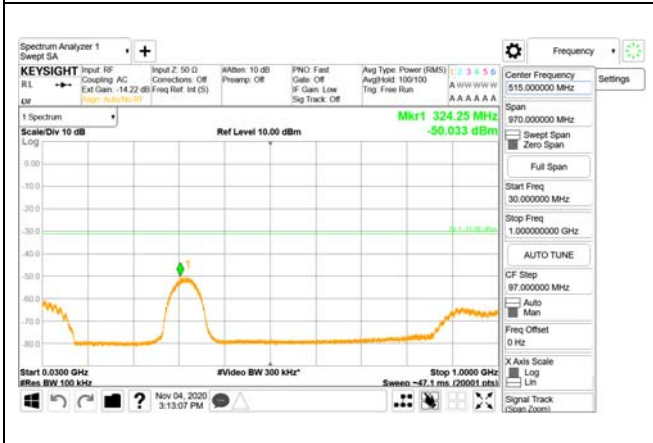 Spectrum Analyzer 1
Swept SA
Frequency
KEYSIGHT
Input: RF
Input Z: 50 Ω
#Atten: 10 dB
PNO: Fast
Avg Type: Power (RMS)
1 2 3 4 5 6
RL
Coupling: AC
Corrections: Off
Preamp: Off
Gate: Off
Avg|Hold: 100/100
A W W W W W
Ext Gain: -14.22 dB
Freq Ref: Int (S)
IF Gain: Low
Trig: Free Run
Align: Auto/No RF
Sig Track: Off
A A A A A A
1 Spectrum
Mkr1 324.25 MHz
Scale/Div 10 dB
Ref Level 10.00 dBm
-50.033 dBm
Log
0.00
-10.0
-20.0
-30.0
-40.0
-50.0
-60.0
-70.0
-80.0
1
Start 0.0300 GHz
#Video BW 300 kHz*
Stop 1.0000 GHz
#Res BW 100 kHz
Sweep ~47.1 ms (20001 pts)
Nov 04, 2020
3:13:07 PM
Center Frequency
515.000000 MHz
Settings
Span
970.000000 MHz
Swept Span
Zero Span
Full Span
Start Freq
30.000000 MHz
Stop Freq
1.000000000 GHz
AUTO TUNE
CF Step
97.000000 MHz
Auto
Man
Freq Offset
0 Hz
X Axis Scale
Log
Lin
Signal Track
(Span Zoom)